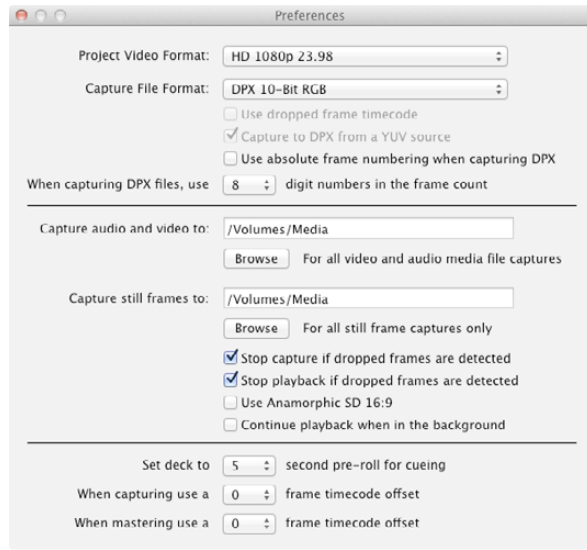 Preferences
Project Video Format: HD 1080p 23.98
Capture File Format: DPX 10-Bit RGB
Use dropped frame timecode
Capture to DPX from a YUV source
Use absolute frame numbering when capturing DPX
When capturing DPX files, use 8 digit numbers in the frame count
Capture audio and video to: /Volumes/Media
Browse For all video and audio media file captures
Capture still frames to: /Volumes/Media
Browse For all still frame captures only
Stop capture if dropped frames are detected
Stop playback if dropped frames are detected
Use Anamorphic SD 16:9
Continue playback when in the background
Set deck to 5 second pre-roll for cueing
When capturing use a 0 frame timecode offset
When mastering use a 0 frame timecode offset